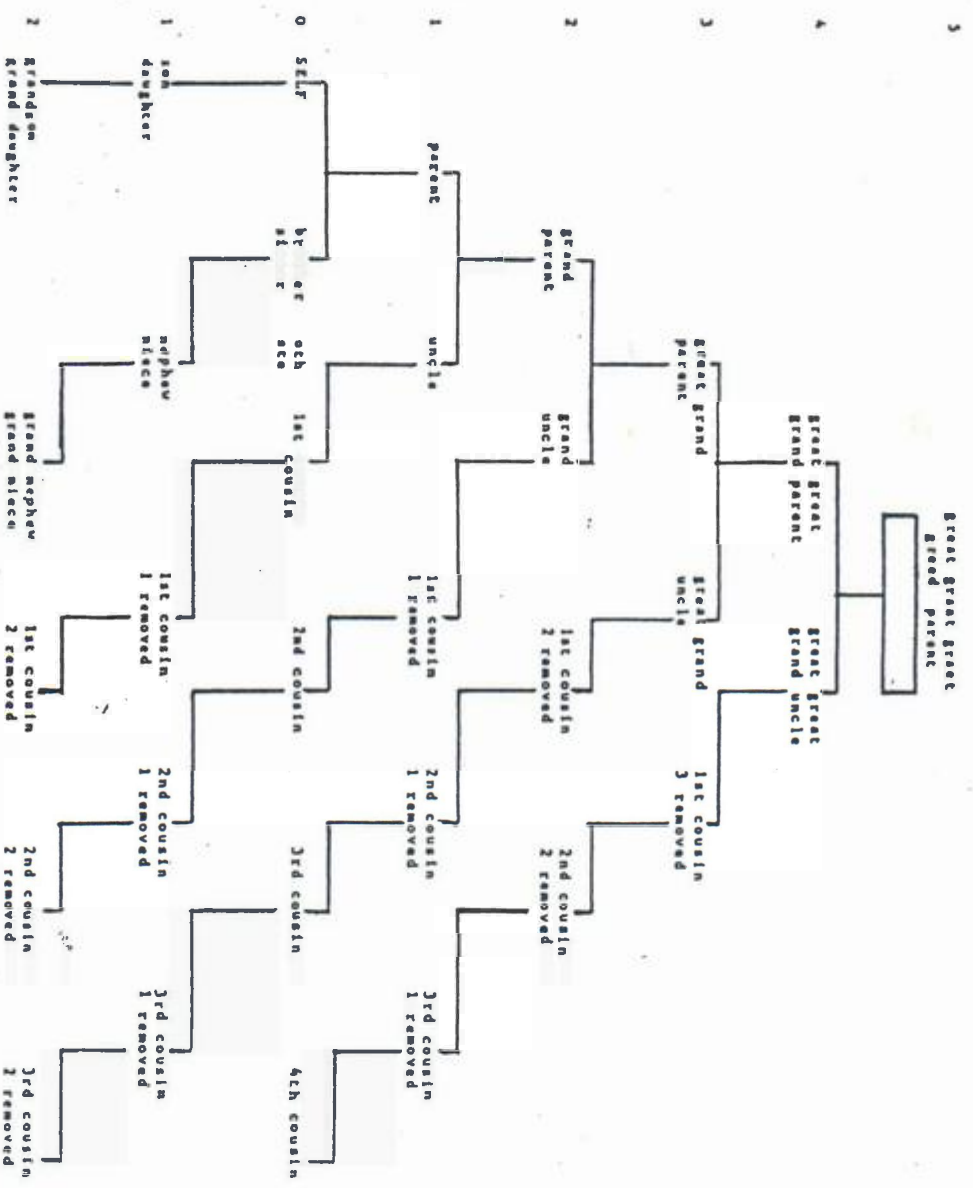 5
Great great graet
greed parent
4
great great
grand parent
great great
grand uncle
3
great grand
parent
great grand
uncle
1st cousin
3 removed
2
grand
parent
grand
uncle
1st cousin
2 removed
2nd cousin
2 removed
1
parent
uncle
1st cousin
1 removed
2nd cousin
1 removed
3rd cousin
1 removed
0
SELF
1st cousin
2nd cousin
3rd cousin
4th cousin
1
son
daughter
nephew
niece
1st cousin
1 removed
2nd cousin
1 removed
3rd cousin
1 removed
2
grandson
grand daughter
grand nephew
grand niece
1st cousin
2 removed
2nd cousin
2 removed
3rd cousin
2 removed